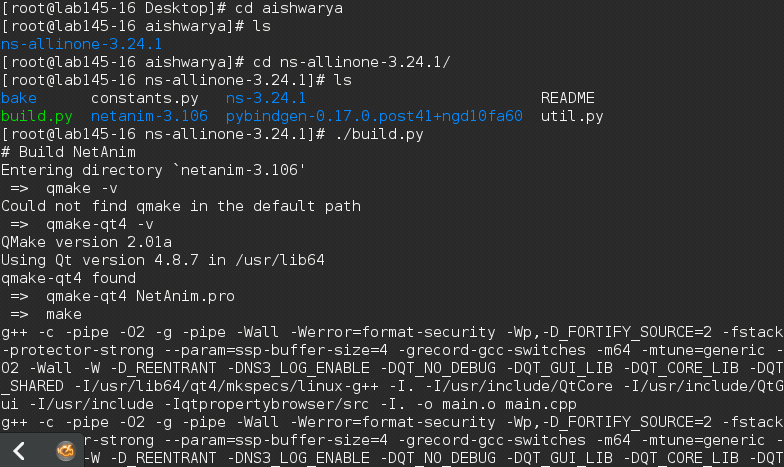 [root@lab145-16 Desktop]# cd aishwarya
[root@lab145-16 aishwarya]# ls
ns-allinone-3.24.1
[root@lab145-16 aishwarya]# cd ns-allinone-3.24.1/
[root@lab145-16 ns-allinone-3.24.1]# ls
bake      constants.py   ns-3.24.1                          README
build.py  netanim-3.106  pybindgen-0.17.0.post41+ngd10fa60  util.py
[root@lab145-16 ns-allinone-3.24.1]# ./build.py
# Build NetAnim
Entering directory `netanim-3.106'
 =>  qmake -v
Could not find qmake in the default path
 =>  qmake-qt4 -v
QMake version 2.01a
Using Qt version 4.8.7 in /usr/lib64
qmake-qt4 found
 =>  qmake-qt4 NetAnim.pro
 =>  make
g++ -c -pipe -O2 -g -pipe -Wall -Werror=format-security -Wp,-D_FORTIFY_SOURCE=2 -fstack
-protector-strong --param=ssp-buffer-size=4 -grecord-gcc-switches -m64 -mtune=generic -
O2 -Wall -W -D_REENTRANT -DNS3_LOG_ENABLE -DQT_NO_DEBUG -DQT_GUI_LIB -DQT_CORE_LIB -DQT
_SHARED -I/usr/lib64/qt4/mkspecs/linux-g++ -I. -I/usr/include/QtCore -I/usr/include/QtG
ui -I/usr/include -Iqtpropertybrowser/src -I. -o main.o main.cpp
g++ -c -pipe -O2 -g -pipe -Wall -Werror=format-security -Wp,-D_FORTIFY_SOURCE=2 -fstack
tor-strong --param=ssp-buffer-size=4 -grecord-gcc-switches -m64 -mtune=generic -
-W -D_REENTRANT -DNS3_LOG_ENABLE -DQT_NO_DEBUG -DQT_GUI_LIB -DQT_CORE_LIB -DQT